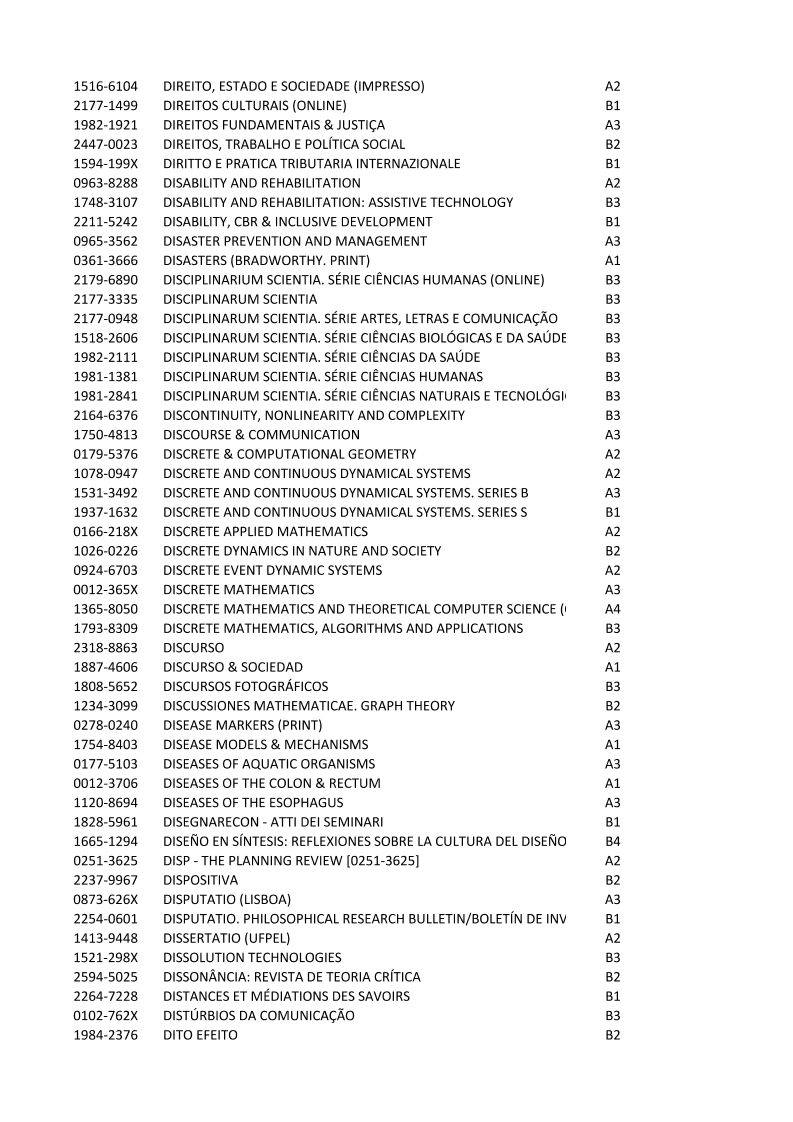 1516-6104 DIREITO, ESTADO E SOCIEDADE (IMPRESSO) A2
2177-1499 DIREITOS CULTURAIS (ONLINE) B1
1982-1921 DIREITOS FUNDAMENTAIS & JUSTIÇA A3
2447-0023 DIREITOS, TRABALHO E POLÍTICA SOCIAL B2
1594-199X DIRITTO E PRATICA TRIBUTARIA INTERNAZIONALE B1
0963-8288 DISABILITY AND REHABILITATION A2
1748-3107 DISABILITY AND REHABILITATION: ASSISTIVE TECHNOLOGY B3
2211-5242 DISABILITY, CBR & INCLUSIVE DEVELOPMENT B1
0965-3562 DISASTER PREVENTION AND MANAGEMENT A3
0361-3666 DISASTERS (BRADWORTHY. PRINT) A1
2179-6890 DISCIPLINARIUM SCIENTIA. SÉRIE CIÊNCIAS HUMANAS (ONLINE) B3
2177-3335 DISCIPLINARUM SCIENTIA B3
2177-0948 DISCIPLINARUM SCIENTIA. SÉRIE ARTES, LETRAS E COMUNICAÇÃO B3
1518-2606 DISCIPLINARUM SCIENTIA. SÉRIE CIÊNCIAS BIOLÓGICAS E DA SAÚDE B3
1982-2111 DISCIPLINARUM SCIENTIA. SÉRIE CIÊNCIAS DA SAÚDE B3
1981-1381 DISCIPLINARUM SCIENTIA. SÉRIE CIÊNCIAS HUMANAS B3
1981-2841 DISCIPLINARUM SCIENTIA. SÉRIE CIÊNCIAS NATURAIS E TECNOLÓGI B3
2164-6376 DISCONTINUITY, NONLINEARITY AND COMPLEXITY B3
1750-4813 DISCOURSE & COMMUNICATION A3
0179-5376 DISCRETE & COMPUTATIONAL GEOMETRY A2
1078-0947 DISCRETE AND CONTINUOUS DYNAMICAL SYSTEMS A2
1531-3492 DISCRETE AND CONTINUOUS DYNAMICAL SYSTEMS. SERIES B A3
1937-1632 DISCRETE AND CONTINUOUS DYNAMICAL SYSTEMS. SERIES S B1
0166-218X DISCRETE APPLIED MATHEMATICS A2
1026-0226 DISCRETE DYNAMICS IN NATURE AND SOCIETY B2
0924-6703 DISCRETE EVENT DYNAMIC SYSTEMS A2
0012-365X DISCRETE MATHEMATICS A3
1365-8050 DISCRETE MATHEMATICS AND THEORETICAL COMPUTER SCIENCE ( A4
1793-8309 DISCRETE MATHEMATICS, ALGORITHMS AND APPLICATIONS B3
2318-8863 DISCURSO A2
1887-4606 DISCURSO & SOCIEDAD A1
1808-5652 DISCURSOS FOTOGRÁFICOS B3
1234-3099 DISCUSSIONES MATHEMATICAE. GRAPH THEORY B2
0278-0240 DISEASE MARKERS (PRINT) A3
1754-8403 DISEASE MODELS & MECHANISMS A1
0177-5103 DISEASES OF AQUATIC ORGANISMS A3
0012-3706 DISEASES OF THE COLON & RECTUM A1
1120-8694 DISEASES OF THE ESOPHAGUS A3
1828-5961 DISEGNARECON - ATTI DEI SEMINARI B1
1665-1294 DISEÑO EN SÍNTESIS: REFLEXIONES SOBRE LA CULTURA DEL DISEÑO B4
0251-3625 DISP - THE PLANNING REVIEW [0251-3625] A2
2237-9967 DISPOSITIVA B2
0873-626X DISPUTATIO (LISBOA) A3
2254-0601 DISPUTATIO. PHILOSOPHICAL RESEARCH BULLETIN/BOLETÍN DE INV B1
1413-9448 DISSERTATIO (UFPEL) A2
1521-298X DISSOLUTION TECHNOLOGIES B3
2594-5025 DISSONÂNCIA: REVISTA DE TEORIA CRÍTICA B2
2264-7228 DISTANCES ET MÉDIATIONS DES SAVOIRS B1
0102-762X DISTÚRBIOS DA COMUNICAÇÃO B3
1984-2376 DITO EFEITO B2